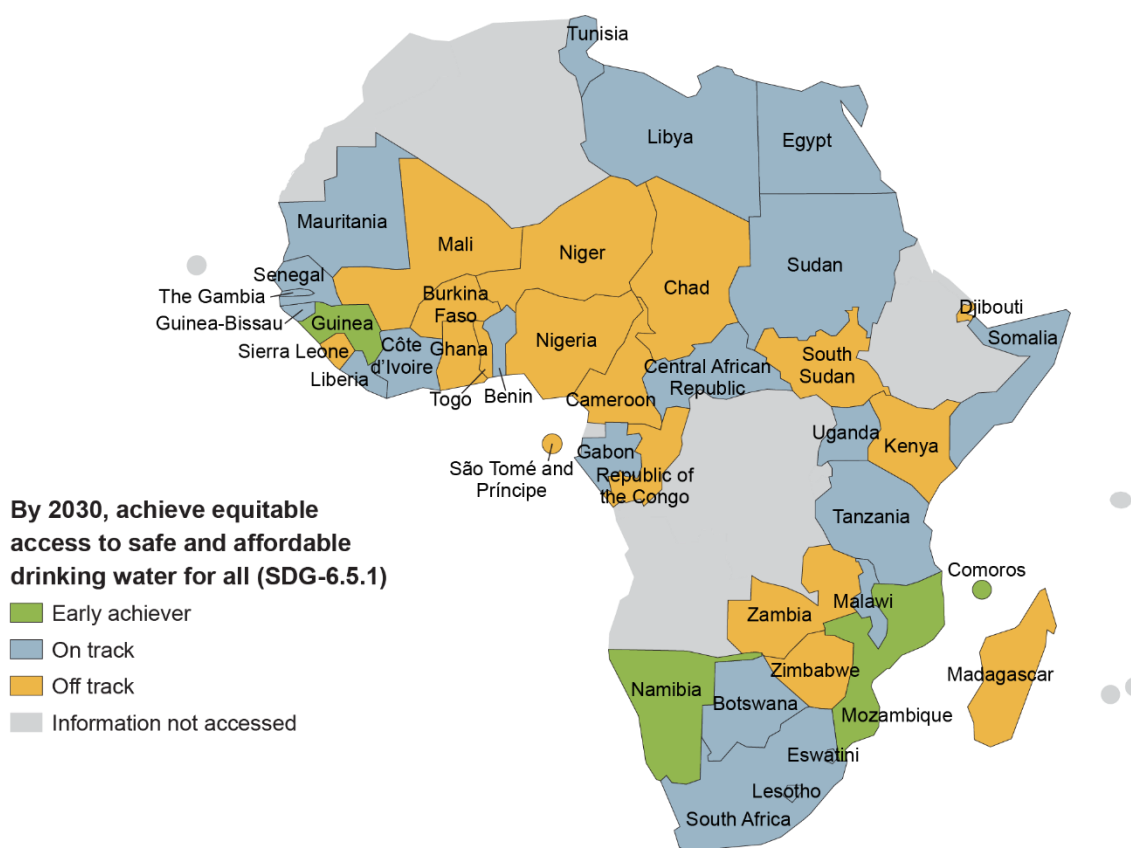 Tunisia
Libya
Egypt
Mauritania
Mali
Niger
Chad
Sudan
Senegal
The Gambia
Guinea-Bissau
Guinea
Sierra Leone
Liberia
Côte
d'Ivoire
Burkina
Faso
Ghana
Togo
Benin
Nigeria
Cameroon
Central African
Republic
South
Sudan
Djibouti
Somalia
Uganda
Kenya
Gabon
Republic of
the Congo
São Tomé and
Príncipe
Tanzania
Comoros
Zambia
Malawi
Zimbabwe
Mozambique
Madagascar
Namibia
Botswana
Eswatini
Lesotho
South Africa
By 2030, achieve equitable
access to safe and affordable
drinking water for all (SDG-6.5.1)
Early achiever
On track
Off track
Information not accessed